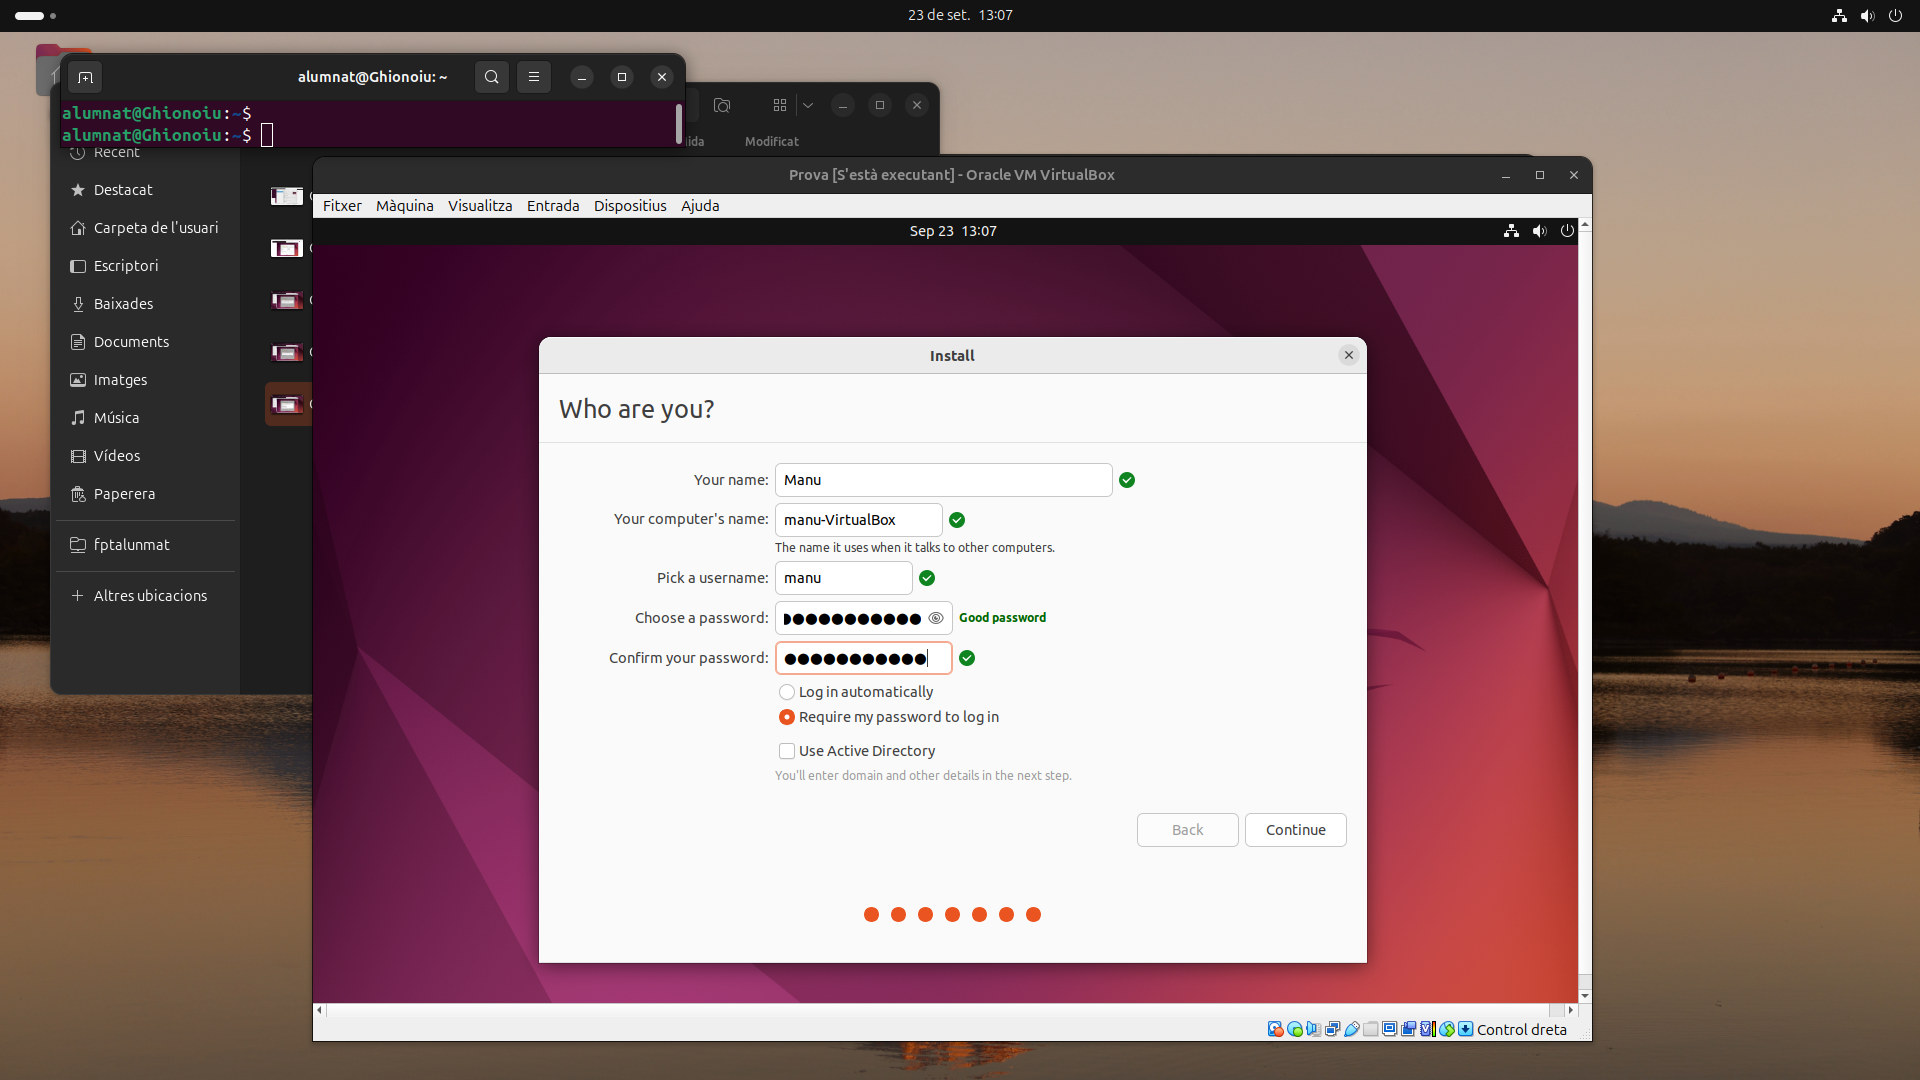 23 de set.  13:07
alumnat@Ghionoiu: ~
alumnat@Ghionoiu:~$
alumnat@Ghionoiu:~$
Modificat
Recent
Destacat
Carpeta de l'usuari
Escriptori
Baixades
Documents
Imatges
Música
Vídeos
Paperera
fptalunmat
Altres ubicacions
Prova [S'està executant] - Oracle VM VirtualBox
Fitxer Màquina Visualitza Entrada Dispositius Ajuda
Sep 23  13:07
Install
Who are you?
Your name: Manu
Your computer's name: manu-VirtualBox
The name it uses when it talks to other computers.
Pick a username: manu
Choose a password: ●●●●●●●●●●● Good password
Confirm your password: ●●●●●●●●●●●
Log in automatically
Require my password to log in
Use Active Directory
You'll enter domain and other details in the next step.
Back Continue
Control dreta